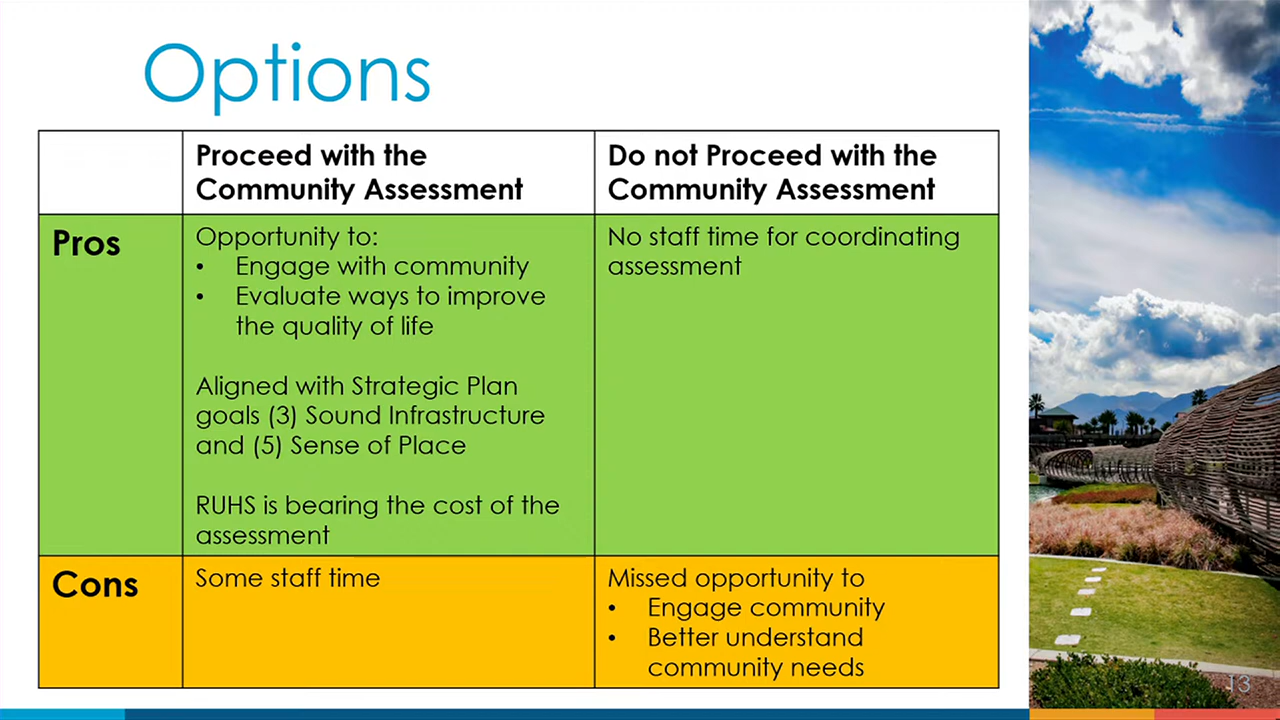 Options
Proceed with the
Community Assessment
Do not Proceed with the
Community Assessment
Pros
Opportunity to:
• Engage with community
• Evaluate ways to improve
the quality of life
Aligned with Strategic Plan
goals (3) Sound Infrastructure
and (5) Sense of Place
RUHS is bearing the cost of the
assessment
No staff time for coordinating
assessment
Cons
Some staff time
Missed opportunity to
• Engage community
• Better understand
community needs
13